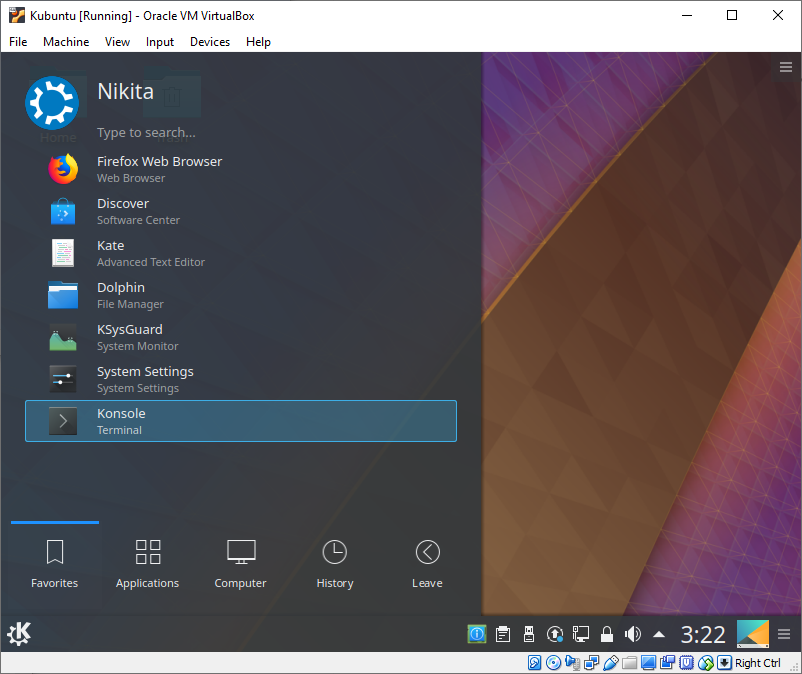 Kubuntu [Running] - Oracle VM VirtualBox
File Machine View Input Devices Help
Nikita
Home
Trash
Type to search...
Firefox Web Browser
Web Browser
Discover
Software Center
Kate
Advanced Text Editor
Dolphin
File Manager
KSysGuard
System Monitor
System Settings
System Settings
Konsole
Terminal
Favorites Applications Computer History Leave
3:22
Right Ctrl